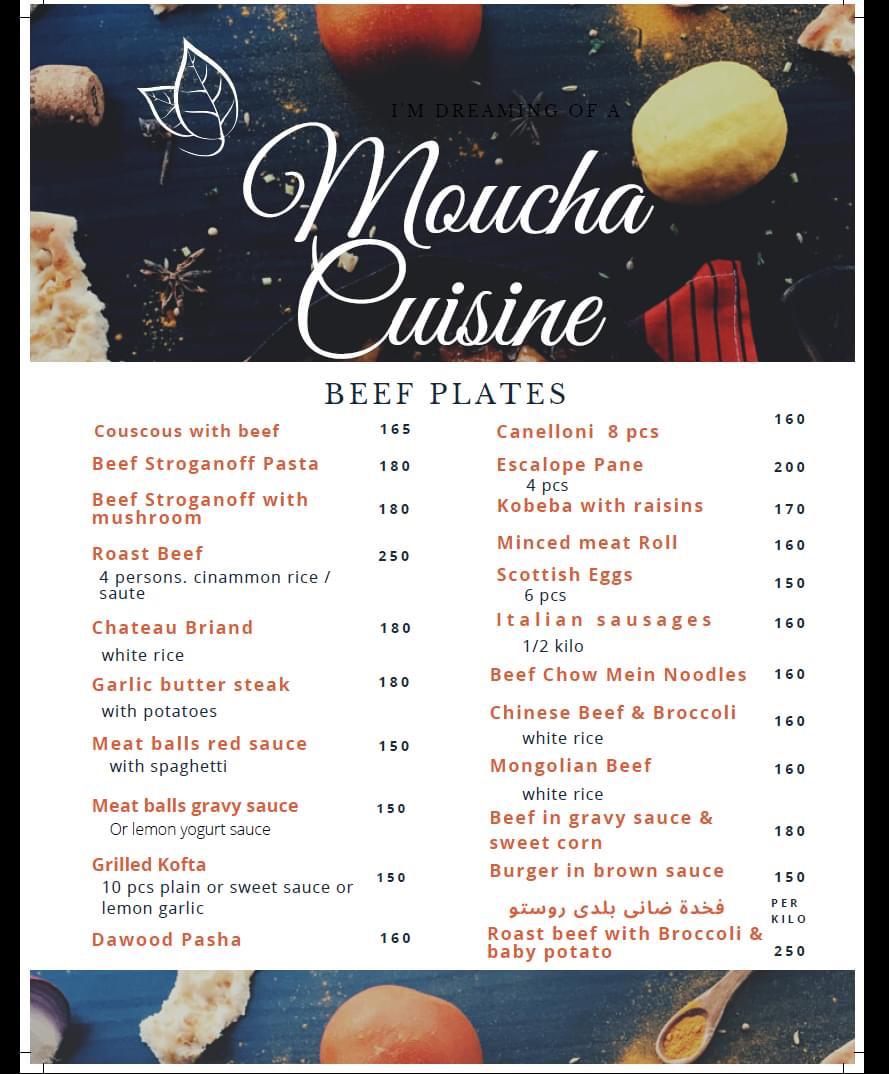 I'M DREAMING OF A
Moucha
Cuisine
BEEF PLATES
Couscous with beef 165
Beef Stroganoff Pasta 180
Beef Stroganoff with
mushroom 180
Roast Beef 250
4 persons. cinammon rice /
saute
Chateau Briand 180
white rice
Garlic butter steak 180
with potatoes
Meat balls red sauce 150
with spaghetti
Meat balls gravy sauce 150
Or lemon yogurt sauce
Grilled Kofta 150
10 pcs plain or sweet sauce or
lemon garlic
Dawood Pasha 160
Canelloni 8 pcs 160
Escalope Pane 200
4 pcs
Kobeba with raisins 170
Minced meat Roll 160
Scottish Eggs 150
6 pcs
Italian sausages 160
1/2 kilo
Beef Chow Mein Noodles 160
Chinese Beef & Broccoli 160
white rice
Mongolian Beef 160
white rice
Beef in gravy sauce &
sweet corn 180
Burger in brown sauce 150
فخدة ضانى بلدى روستو PER
KILO
Roast beef with Broccoli &
baby potato 250